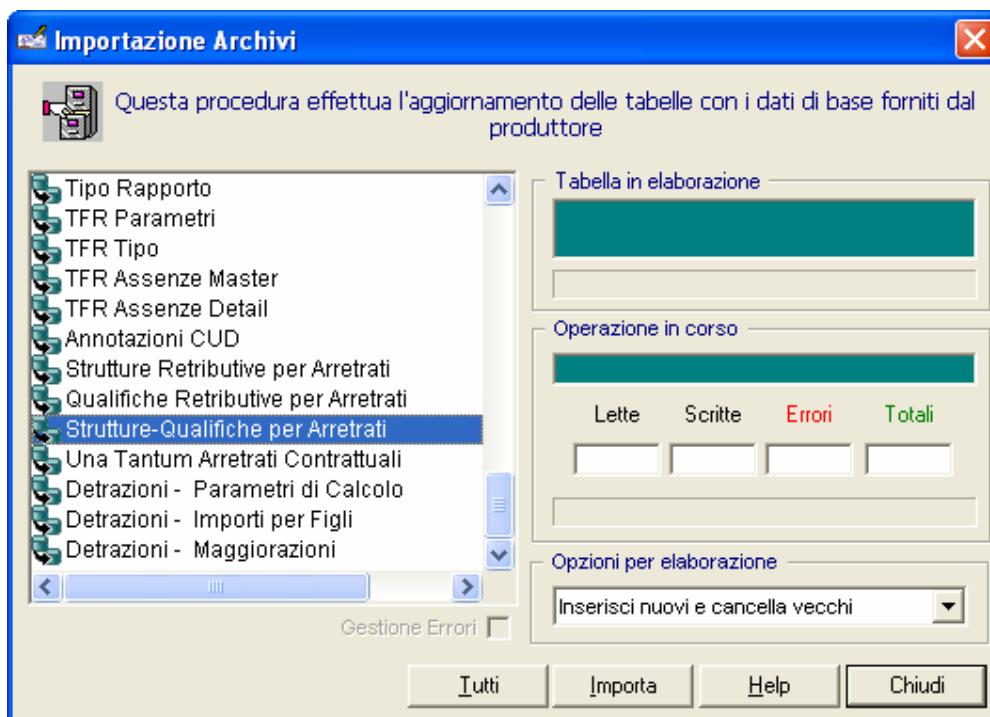 Importazione Archivi
Questa procedura effettua l'aggiornamento delle tabelle con i dati di base forniti dal
produttore
Tipo Rapporto
TFR Parametri
TFR Tipo
TFR Assenze Master
TFR Assenze Detail
Annotazioni CUD
Strutture Retributive per Arretrati
Qualifiche Retributive per Arretrati
Strutture-Qualifiche per Arretrati
Una Tantum Arretrati Contrattuali
Detrazioni - Parametri di Calcolo
Detrazioni - Importi per Figli
Detrazioni - Maggiorazioni
Gestione Errori
Tabella in elaborazione
Operazione in corso
Lette Scritte Errori Totali
Opzioni per elaborazione
Inserisci nuovi e cancella vecchi
Tutti Importa Help Chiudi